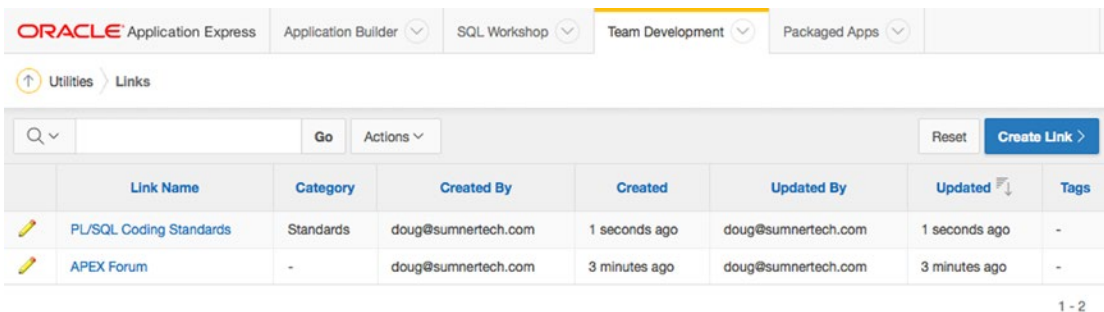 ORACLE Application Express Application Builder SQL Workshop Team Development Packaged Apps
Utilities Links
Go Actions Reset Create Link >
Link Name Category Created By Created Updated By Updated Tags
PL/SQL Coding Standards Standards doug@sumnertech.com 1 seconds ago doug@sumnertech.com 1 seconds ago -
APEX Forum - doug@sumnertech.com 3 minutes ago doug@sumnertech.com 3 minutes ago -
1 - 2